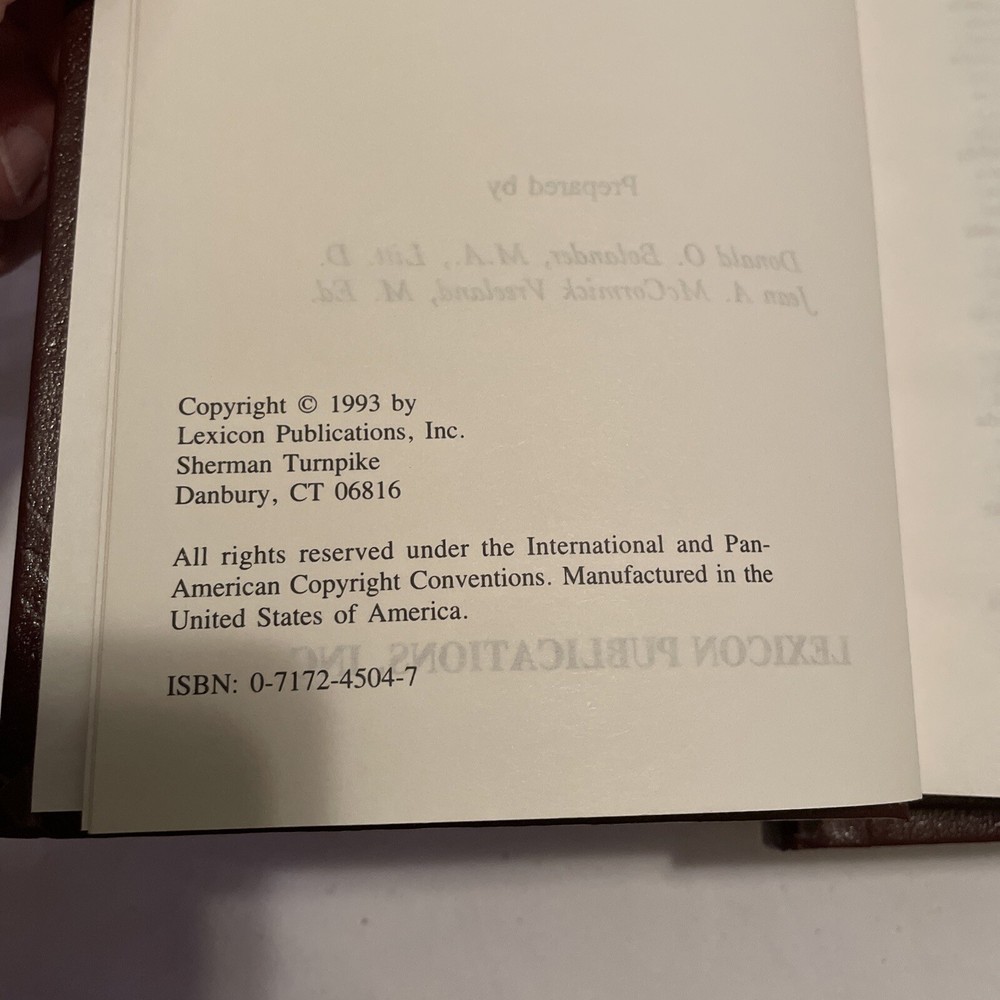 Prepared by
Donald O. Bolander, M.A., Litt. D.
Jean A. McCormick Vreeland, M. Ed.
Copyright © 1993 by
Lexicon Publications, Inc.
Sherman Turnpike
Danbury, CT 06816
All rights reserved under the International and Pan-
American Copyright Conventions. Manufactured in the
United States of America.
LEXICON PUBLICATIONS, INC.
ISBN: 0-7172-4504-7